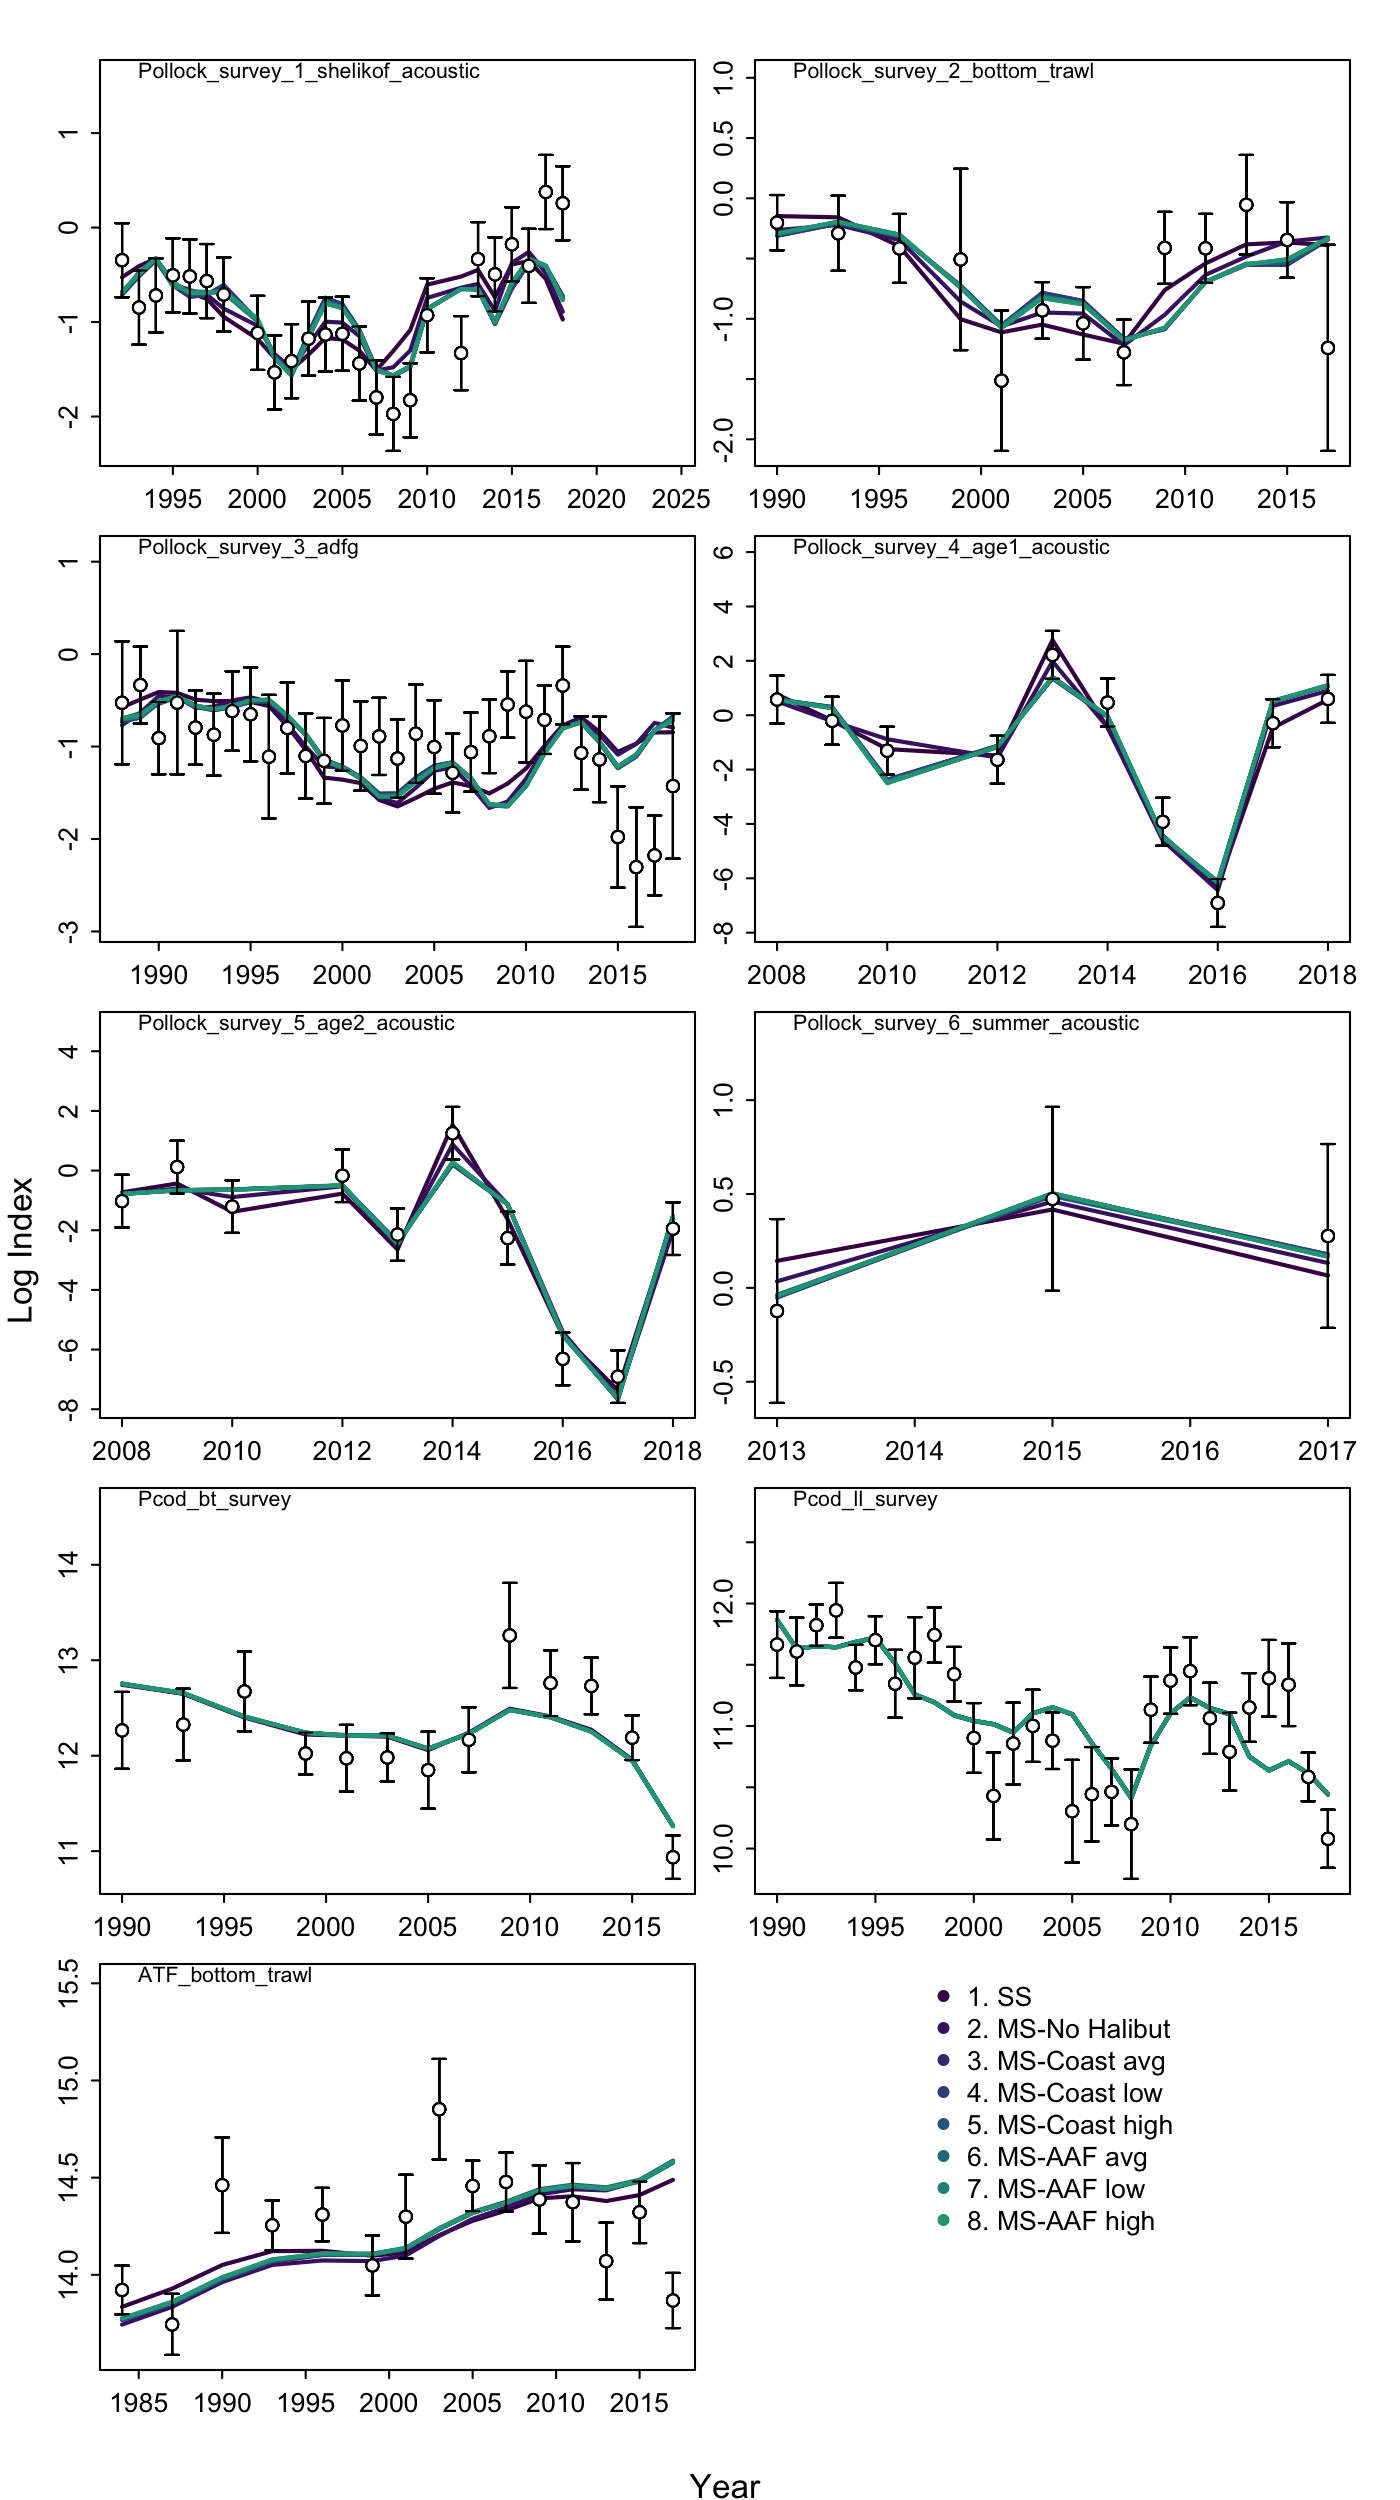 Pollock_survey_1_shelikof_acoustic
1
0
-1
-2
1995 2000 2005 2010 2015 2020 2025
Pollock_survey_2_bottom_trawl
1.0
0.5
0.0
-1.0
-2.0
1990 1995 2000 2005 2010 2015
Pollock_survey_3_adfg
1
0
-1
-2
-3
1990 1995 2000 2005 2010 2015
Pollock_survey_4_age1_acoustic
6
4
2
0
-2
-4
-6
-8
2008 2010 2012 2014 2016 2018
Pollock_survey_5_age2_acoustic
4
2
0
-2
-4
-6
-8
2008 2010 2012 2014 2016 2018
Pollock_survey_6_summer_acoustic
1.0
0.5
0.0
-0.5
2013 2014 2015 2016 2017
Log Index
Pcod_bt_survey
14
13
12
11
1990 1995 2000 2005 2010 2015
Pcod_ll_survey
12.0
11.0
10.0
1990 1995 2000 2005 2010 2015
ATF_bottom_trawl
15.5
15.0
14.5
14.0
1985 1990 1995 2000 2005 2010 2015
1. SS
2. MS-No Halibut
3. MS-Coast avg
4. MS-Coast low
5. MS-Coast high
6. MS-AAF avg
7. MS-AAF low
8. MS-AAF high
Year